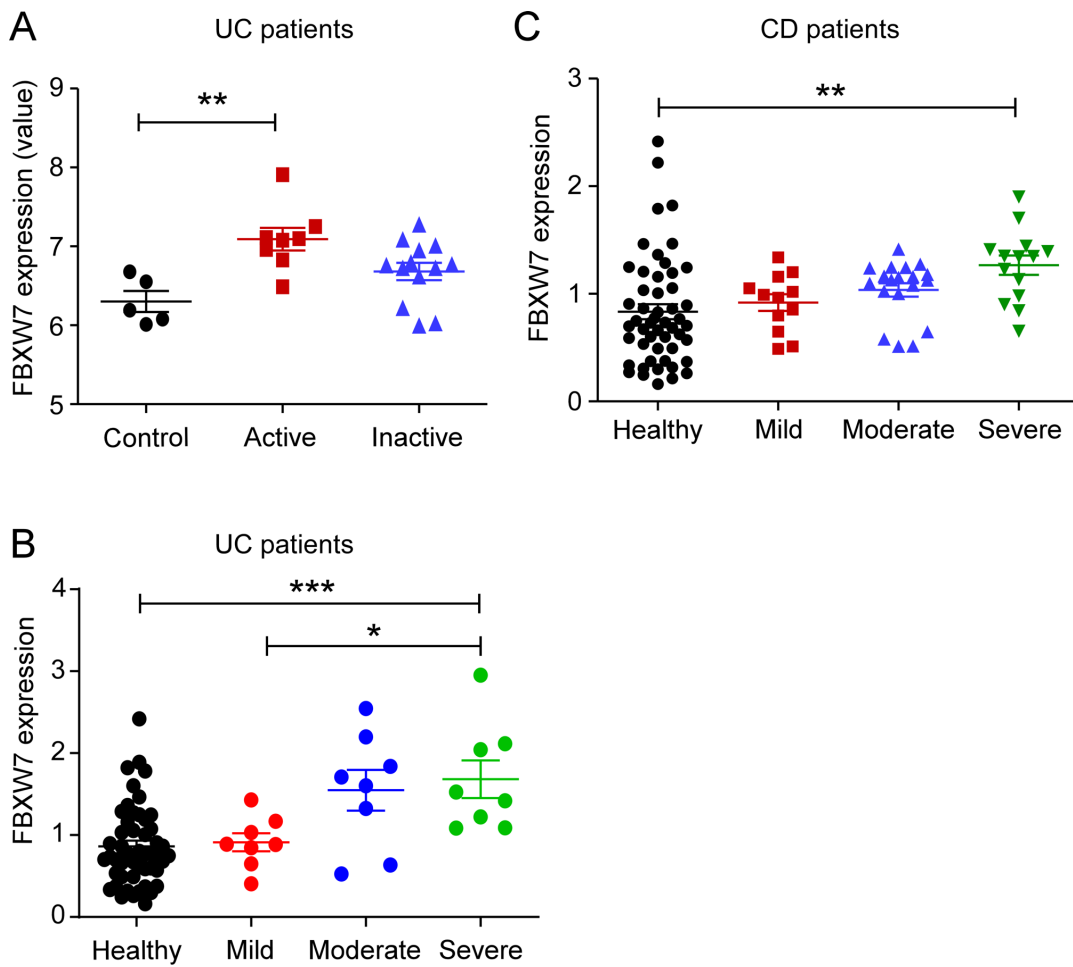 A
UC patients
FBXW7 expression (value)
9
8
7
6
5
**
Control Active Inactive
C
CD patients
FBXW7 expression
3
2
1
0
**
Healthy Mild Moderate Severe
B
UC patients
FBXW7 expression
4
3
2
1
0
***
*
Healthy Mild Moderate Severe